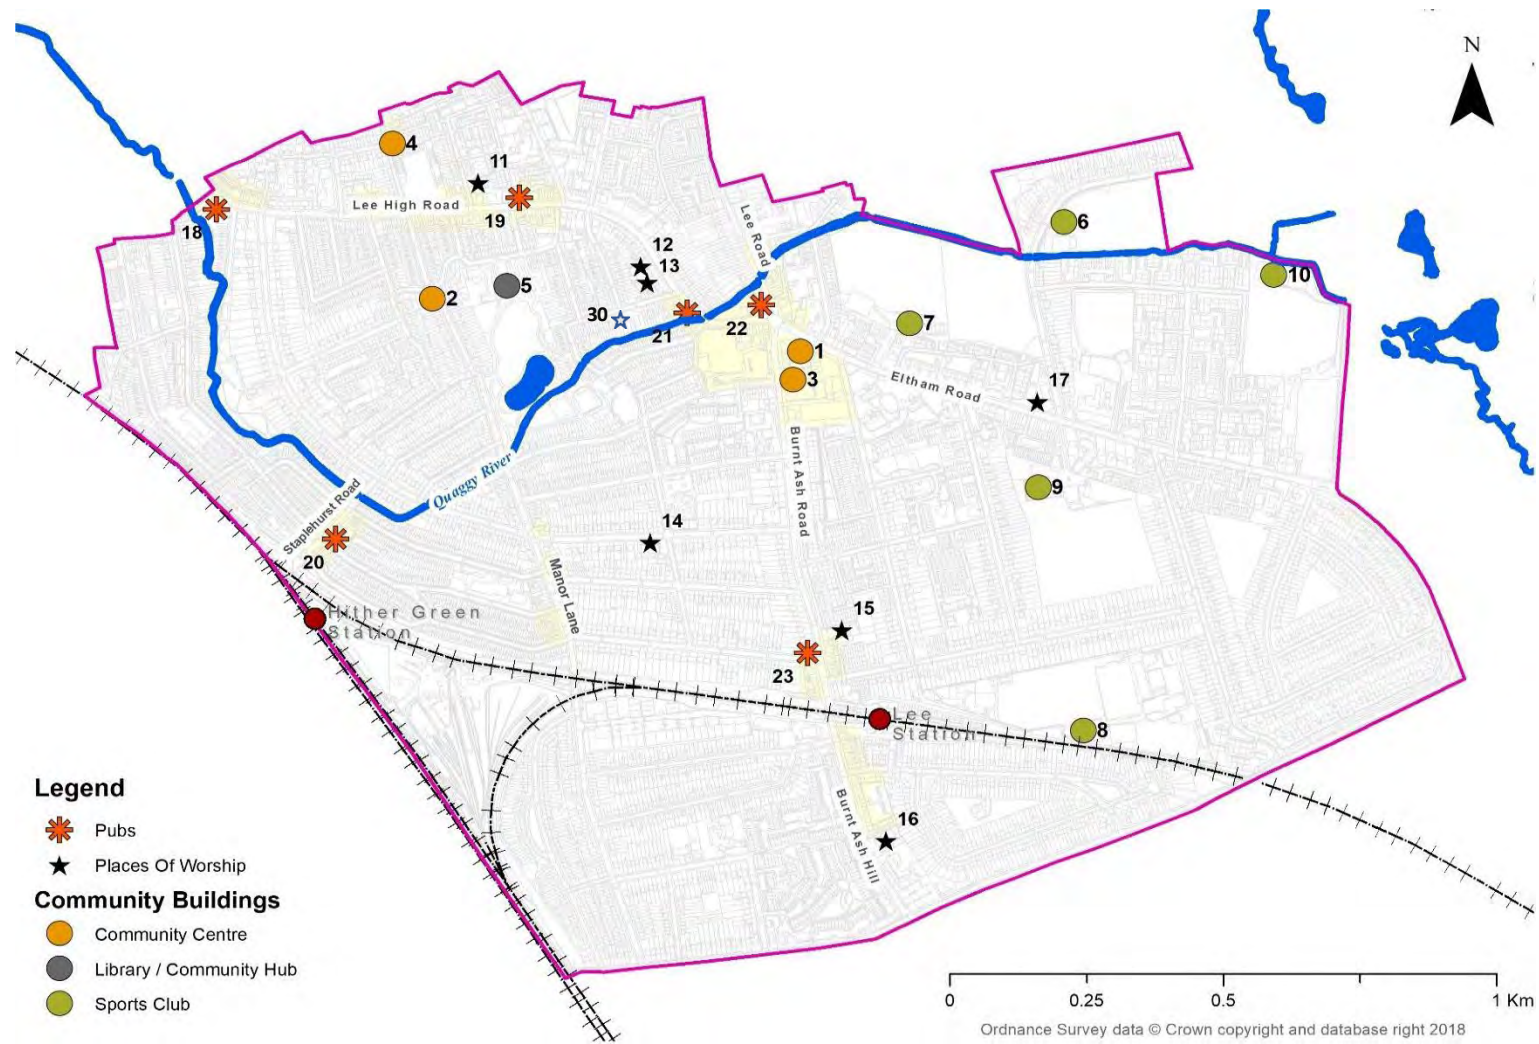 N
4
11
Lee High Road
19
18
Lee Road
6
12
13
10
2
5
30
21
22
7
1
3
Eltham Road
17
Burnt Ash Road
Quaggy River
9
Staplehurst Road
14
20
Manor Lane
Hither Green
Station
15
23
Lee
Station
8
Burnt Ash Hill
16
Legend
Pubs
Places Of Worship
Community Buildings
Community Centre
Library / Community Hub
Sports Club
0 0.25 0.5 1 Km
Ordnance Survey data © Crown copyright and database right 2018